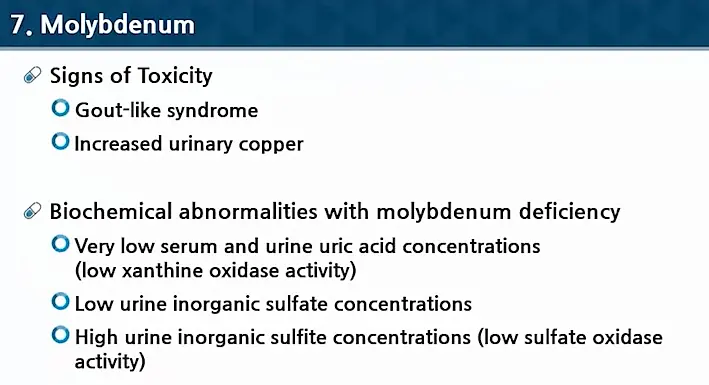 7. Molybdenum
Signs of Toxicity
Gout-like syndrome
Increased urinary copper
Biochemical abnormalities with molybdenum deficiency
Very low serum and urine uric acid concentrations
(low xanthine oxidase activity)
Low urine inorganic sulfate concentrations
High urine inorganic sulfite concentrations (low sulfate oxidase
activity)